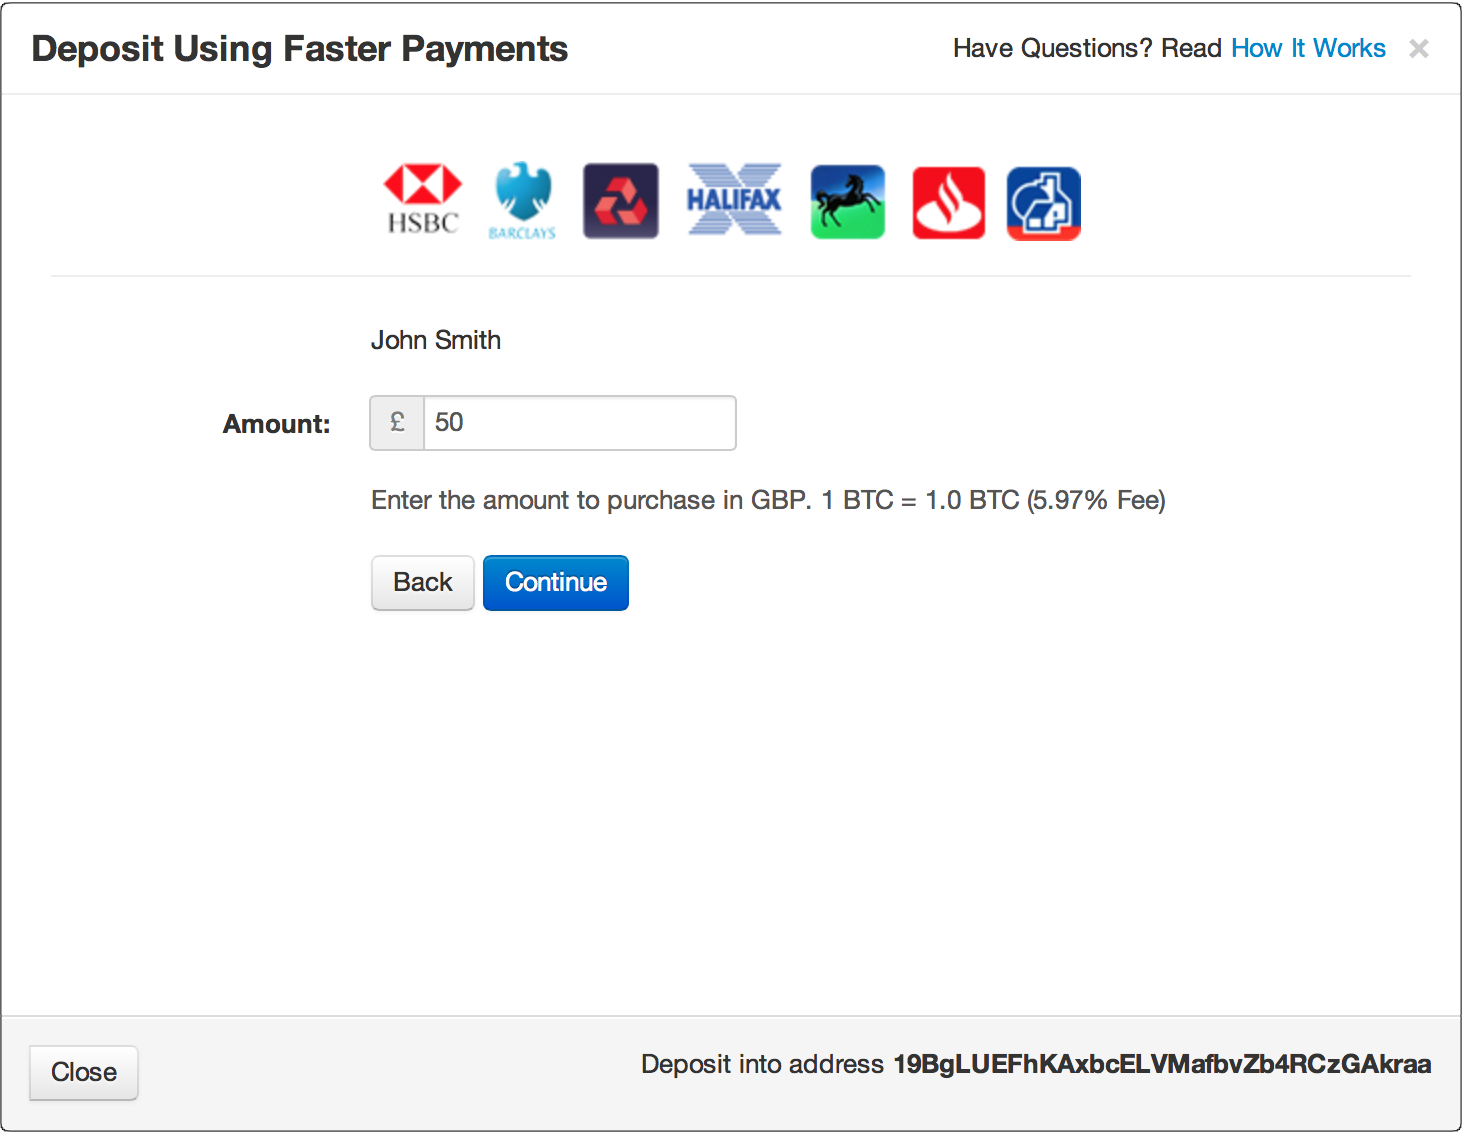 Deposit Using Faster Payments
Have Questions? Read How It Works ×
HSBC
BARCLAYS
HALIFAX
John Smith
Amount:
£ 50
Enter the amount to purchase in GBP. 1 BTC = 1.0 BTC (5.97% Fee)
Back Continue
Close
Deposit into address 19BgLUEFhKAxbcELVMafbvZb4RCzGAkraa